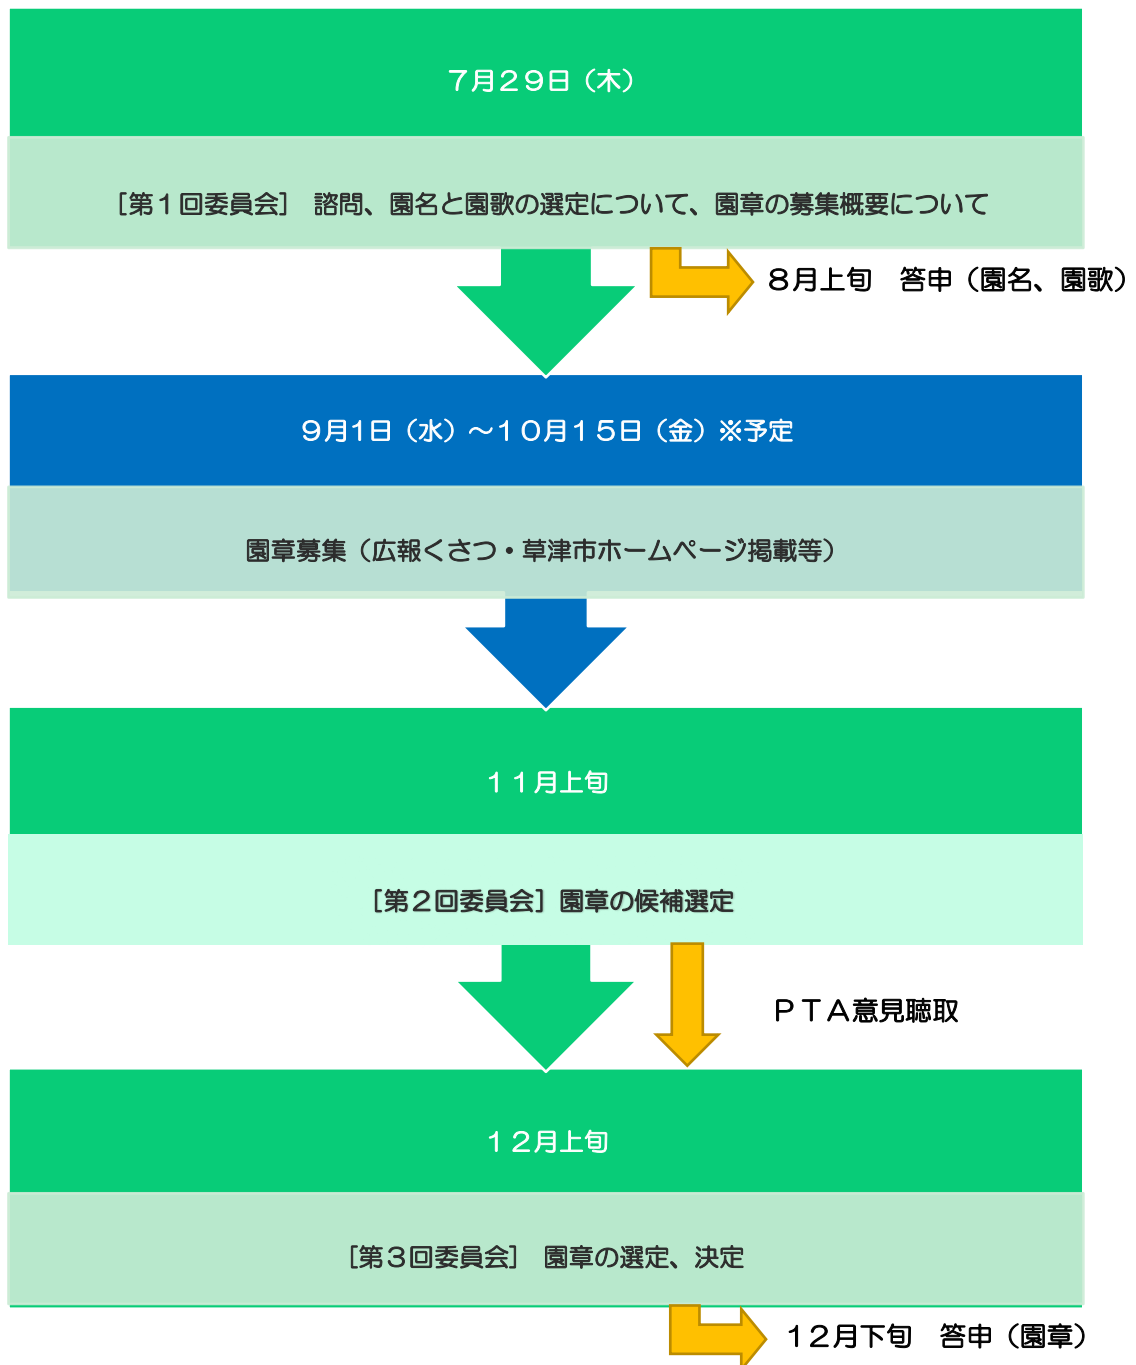 ７月２９日（木）
［第１回委員会］　諮問、園名と園歌の選定について、園章の募集概要について
８月上旬　答申（園名、園歌）
９月1日（水）～１０月１５日（金）※予定
園章募集（広報くさつ・草津市ホームページ掲載等）
１１月上旬
［第２回委員会］園章の候補選定
ＰＴＡ意見聴取
１２月上旬
［第３回委員会］　園章の選定、決定
１２月下旬　答申（園章）